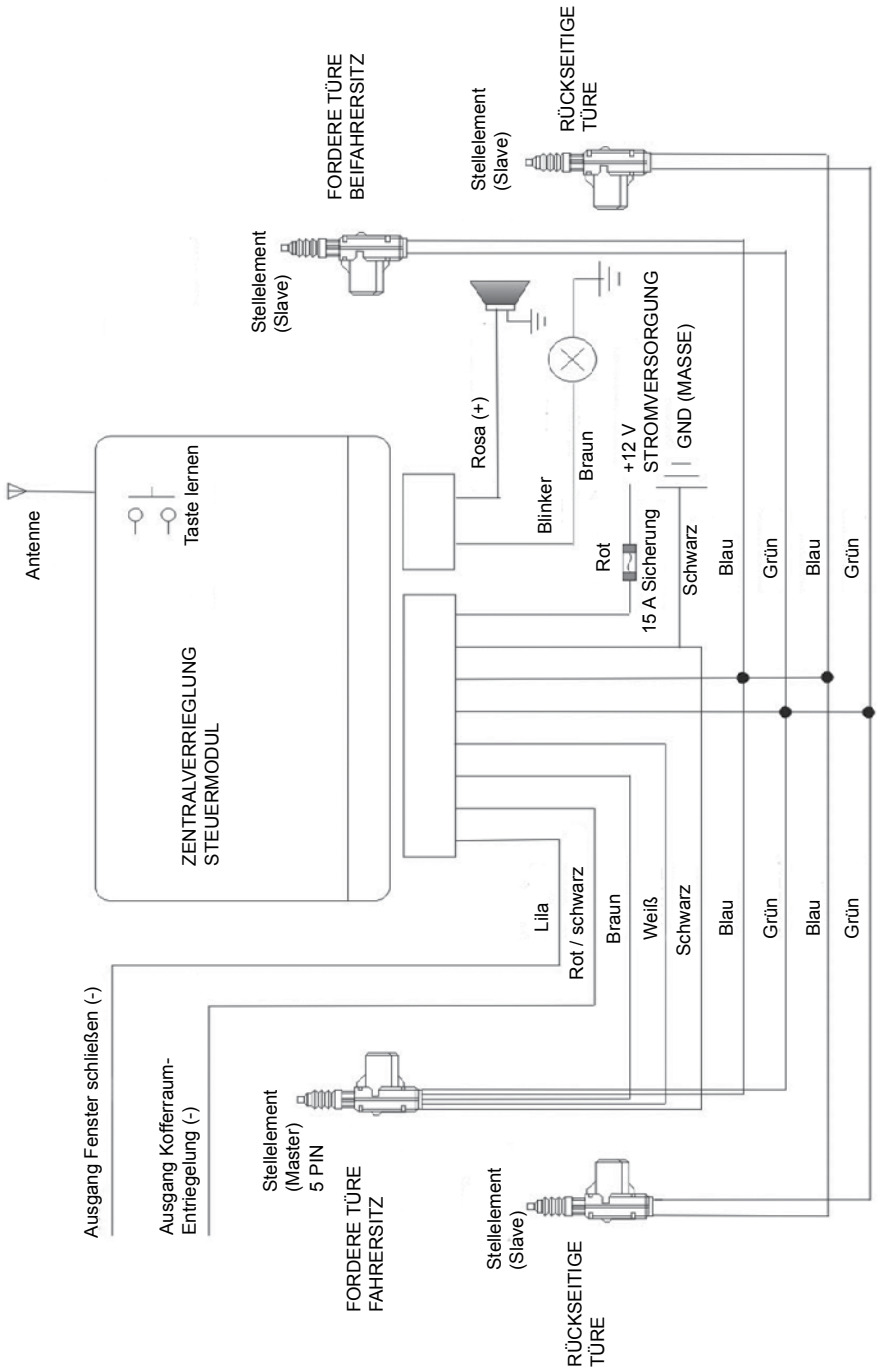 Antenne
ZENTRALVERRIEGLUNG
STEUERMODUL
Taste lernen
Ausgang Fenster schließen (-)
Ausgang Kofferraum-
Entriegelung (-)
Stellelement
(Master)
5 PIN
FORDERE TÜRE
FAHRERSITZ
Stellelement
(Slave)
RÜCKSEITIGE
TÜRE
Stellelement
(Slave)
FORDERE TÜRE
BEIFAHRERSITZ
Stellelement
(Slave)
RÜCKSEITIGE
TÜRE
Lila
Rot / schwarz
Braun
Weiß
Schwarz
Blau
Grün
Blau
Grün
Rosa (+)
Blinker
Braun
Rot
15 A Sicherung
+12 V
STROMVERSORGUNG
GND (MASSE)
Schwarz
Blau
Grün
Blau
Grün